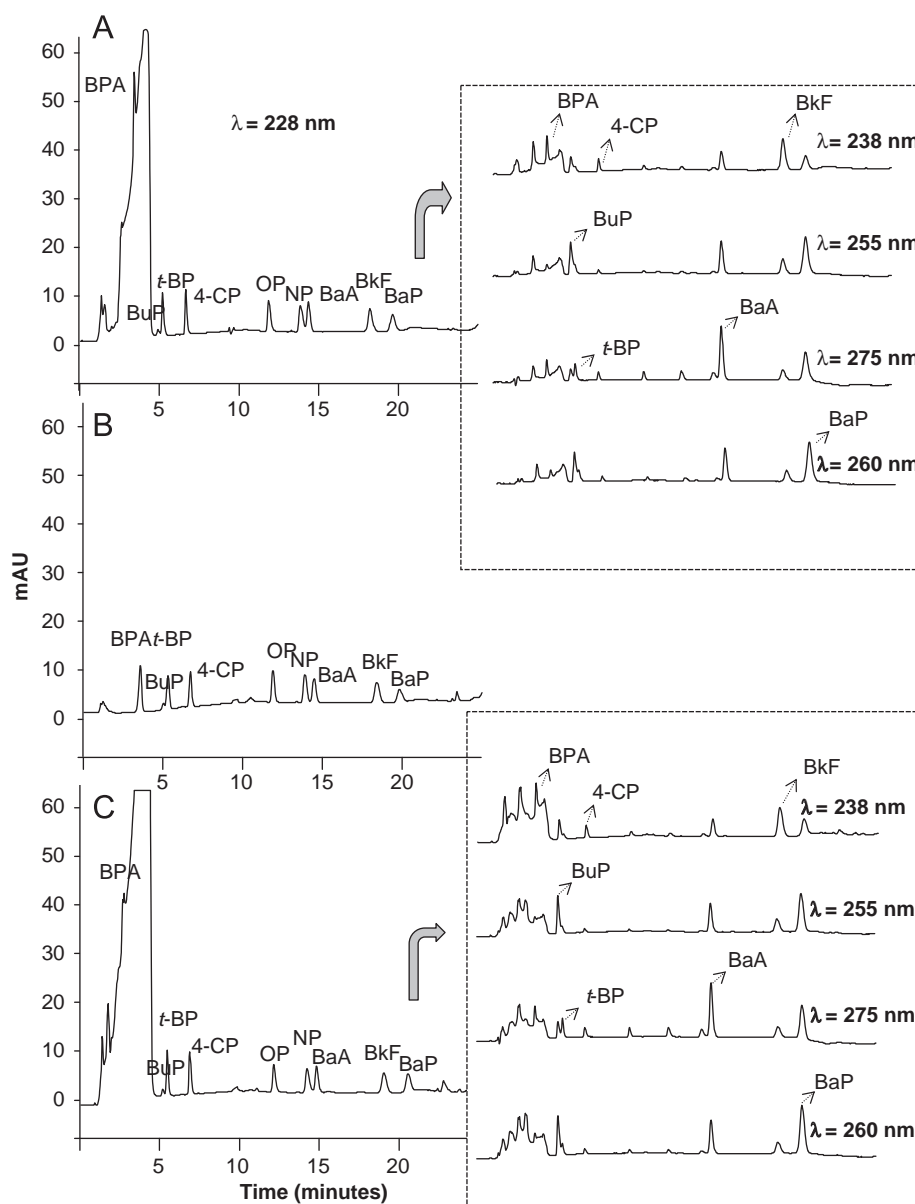 A
60
50
40
30
20
10
0
BPA
λ = 228 nm
BuP
t-BP
4-CP
OP
NP
BaA
BkF
BaP
5
10
15
20
BPA
4-CP
BkF
λ = 238 nm
BuP
λ = 255 nm
t-BP
BaA
λ = 275 nm
BaP
λ = 260 nm
B
60
50
40
30
20
10
0
mAU
BPA
t-BP
BuP
4-CP
OP
NP
BaA
BkF
BaP
5
10
15
20
C
60
50
40
30
20
10
0
BPA
t-BP
BuP
4-CP
OP
NP
BaA
BkF
BaP
5
10
15
20
Time (minutes)
BPA
4-CP
BkF
λ = 238 nm
BuP
λ = 255 nm
t-BP
BaA
λ = 275 nm
BaP
λ = 260 nm